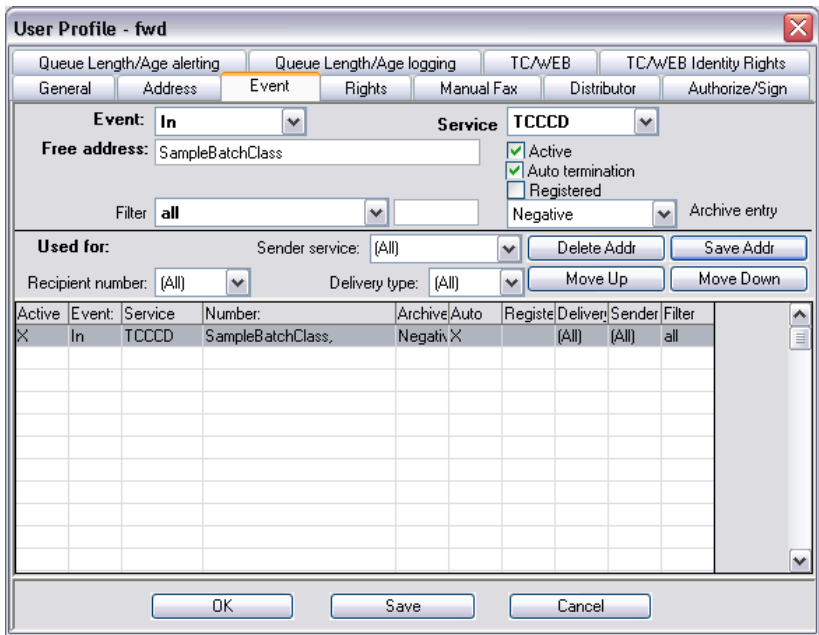 User Profile - fwd
Queue Length/Age alerting Queue Length/Age logging TC/WEB TC/WEB Identity Rights
General Address Event Rights Manual Fax Distributor Authorize/Sign
Event: In Service TCCCD
Free address: SampleBatchClass Active
Auto termination
Registered
Filter all Negative Archive entry
Used for: Sender service: (All) Delete Addr Save Addr
Recipient number: (All) Delivery type: (All) Move Up Move Down
Active Event: Service Number: Archive Auto Registe Delivery Sender Filter
X In TCCCD SampleBatchClass, Negativ X (All) (All) all
OK Save Cancel